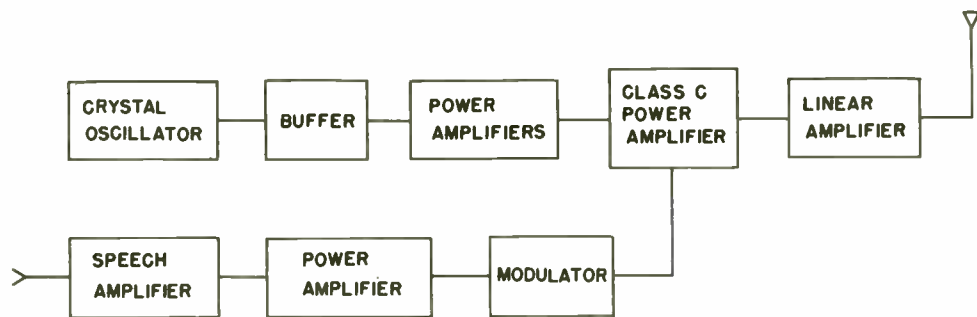 CRYSTAL
OSCILLATOR
BUFFER
POWER
AMPLIFIERS
CLASS C
POWER
AMPLIFIER
LINEAR
AMPLIFIER
SPEECH
AMPLIFIER
POWER
AMPLIFIER
MODULATOR